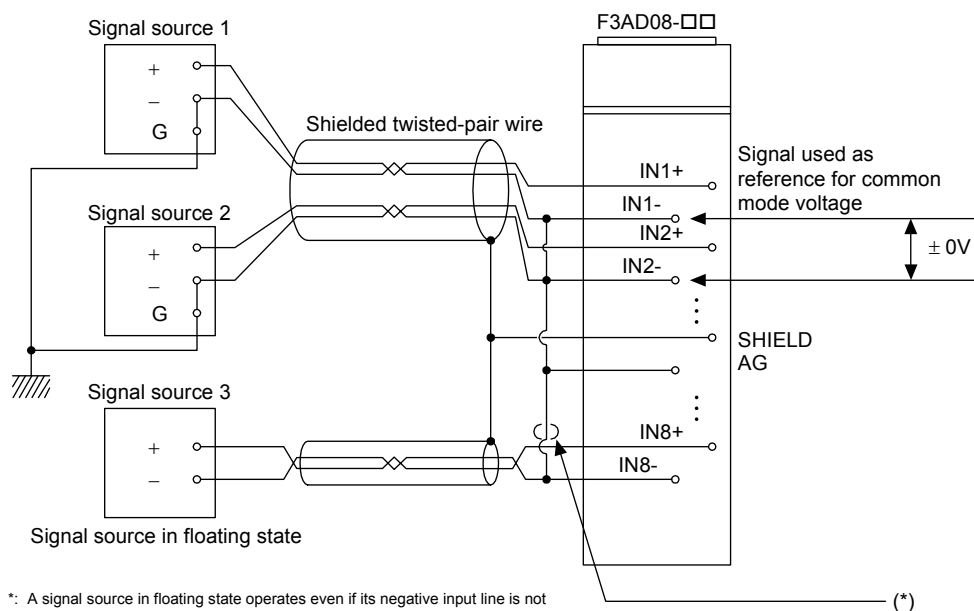 Signal source 1
+
−
G
Signal source 2
+
−
G
Signal source 3
+
−
Signal source in floating state
Shielded twisted-pair wire
F3AD08-□□
IN1+
IN1-
IN2+
IN2-
⋮
SHIELD
AG
⋮
IN8+
IN8-
Signal used as
reference for common
mode voltage
± 0V
(*)
*: A signal source in floating state operates even if its negative input line is not